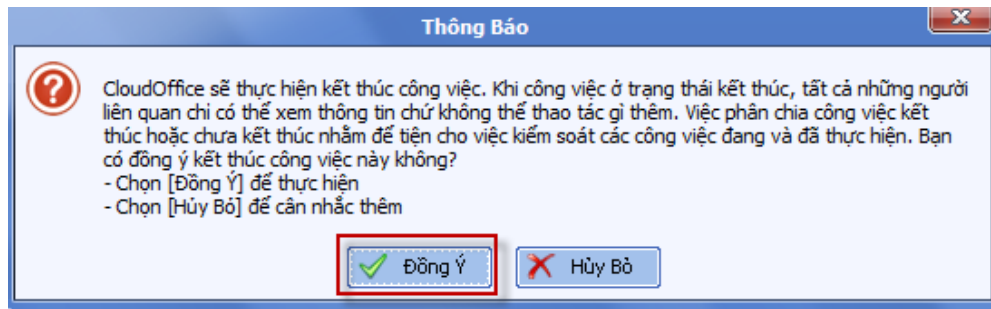 Thông Báo
CloudOffice sẽ thực hiện kết thúc công việc. Khi công việc ở trạng thái kết thúc, tất cả những người
liên quan chỉ có thể xem thông tin chứ không thể thao tác gì thêm. Việc phân chia công việc kết
thúc hoặc chưa kết thúc nhằm để tiện cho việc kiểm soát các công việc đang và đã thực hiện. Bạn
có đồng ý kết thúc công việc này không?
- Chọn [Đồng Ý] để thực hiện
- Chọn [Hủy Bỏ] để cân nhắc thêm
Đồng Ý
Hủy Bỏ